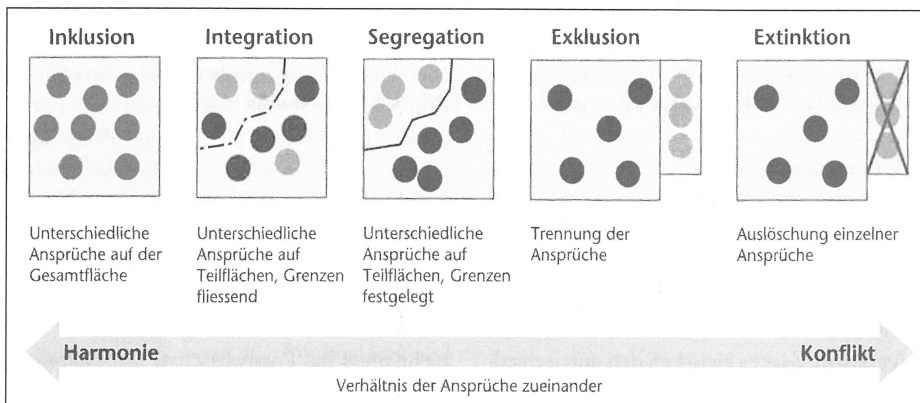 Inklusion
Unterschiedliche
Ansprüche auf der
Gesamtfläche
Integration
Unterschiedliche
Ansprüche auf
Teilflächen, Grenzen
fliessend
Segregation
Unterschiedliche
Ansprüche auf
Teilflächen, Grenzen
festgelegt
Exklusion
Trennung der
Ansprüche
Extinktion
Auslöschung einzelner
Ansprüche
Harmonie
Konflikt
Verhältnis der Ansprüche zueinander